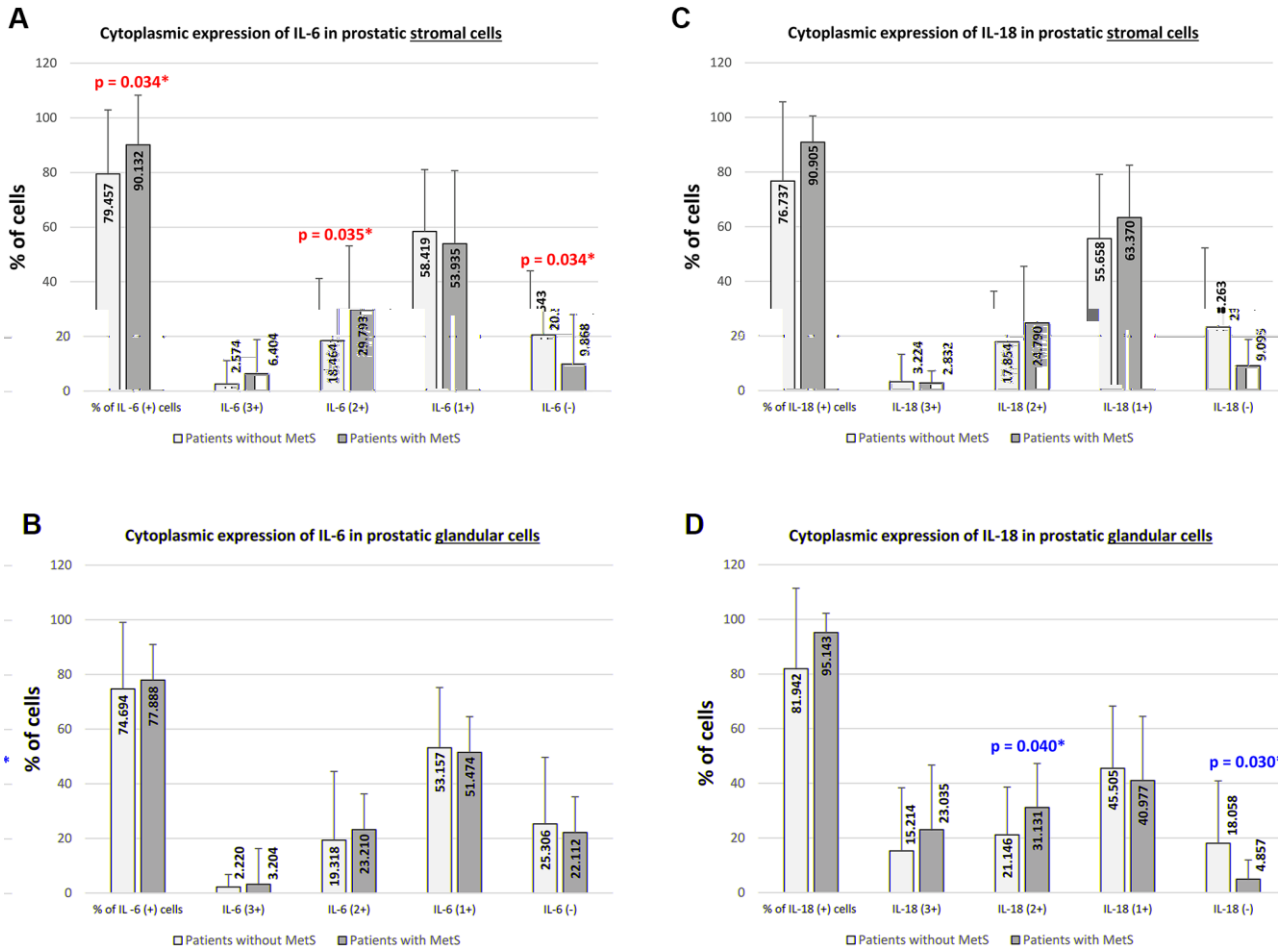 A
Cytoplasmic expression of IL-6 in prostatic stromal cells
% of cells
120
100
80
60
40
20
0
p = 0.034*
p = 0.035*
p = 0.034*
79.457
90.132
2.574
6.404
18.464
29.793
58.419
53.935
9.868
% of IL-6 (+) cells
IL-6 (3+)
IL-6 (2+)
IL-6 (1+)
IL-6 (-)
Patients without MetS
Patients with MetS
C
Cytoplasmic expression of IL-18 in prostatic stromal cells
% of cells
120
100
80
60
40
20
0
76.737
90.905
3.224
2.832
17.854
24.790
55.658
63.370
9.095
% of IL-18 (+) cells
IL-18 (3+)
IL-18 (2+)
IL-18 (1+)
IL-18 (-)
Patients without MetS
Patients with MetS
B
Cytoplasmic expression of IL-6 in prostatic glandular cells
% of cells
120
100
80
60
40
20
0
*
74.694
77.888
2.220
3.204
19.318
23.210
53.157
51.474
25.306
22.112
% of IL-6 (+) cells
IL-6 (3+)
IL-6 (2+)
IL-6 (1+)
IL-6 (-)
Patients without MetS
Patients with MetS
D
Cytoplasmic expression of IL-18 in prostatic glandular cells
% of cells
120
100
80
60
40
20
0
p = 0.040*
p = 0.030*
81.942
95.143
15.214
23.035
21.146
31.131
45.505
40.977
18.058
4.857
% of IL-18 (+) cells
IL-18 (3+)
IL-18 (2+)
IL-18 (1+)
IL-18 (-)
Patients without MetS
Patients with MetS